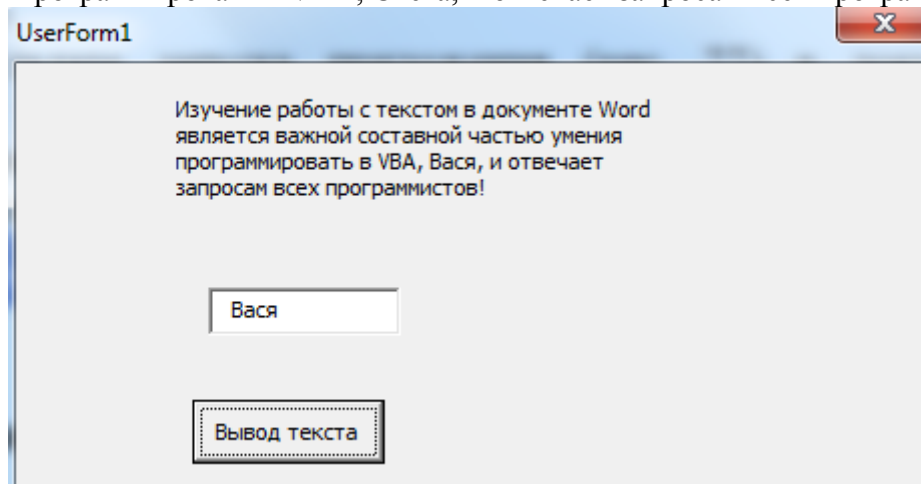 UserForm1
Изучение работы с текстом в документе Word
является важной составной частью умения
программировать в VBA, Вася, и отвечает
запросам всех программистов!
Вася
Вывод текста